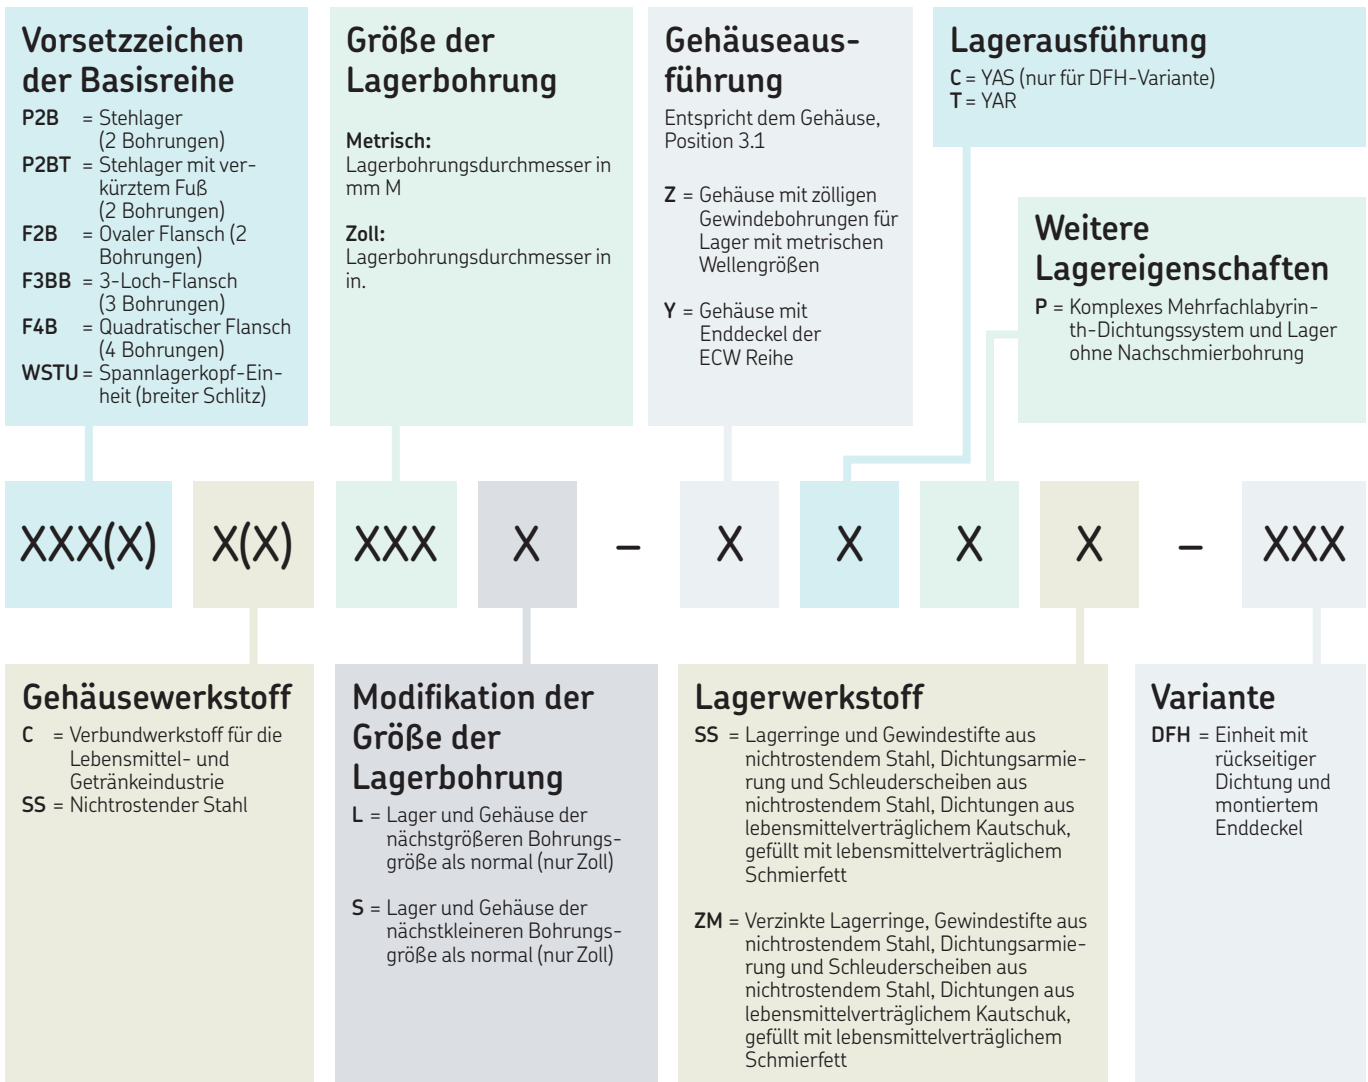 Vorsetzzeichen
der Basisreihe
P2B = Stehlager
(2 Bohrungen)
P2BT = Stehlager mit ver-
kürztem Fuß
(2 Bohrungen)
F2B = Ovaler Flansch (2
Bohrungen)
F3BB = 3-Loch-Flansch
(3 Bohrungen)
F4B = Quadratischer Flansch
(4 Bohrungen)
WSTU = Spannlagerkopf-Ein-
heit (breiter Schlitz)
Größe der
Lagerbohrung
Metrisch:
Lagerbohrungsdurchmesser in
mm M
Zoll:
Lagerbohrungsdurchmesser in
in.
Gehäuseaus-
führung
Entspricht dem Gehäuse,
Position 3.1
Z = Gehäuse mit zölligen
Gewindebohrungen für
Lager mit metrischen
Wellengrößen
Y = Gehäuse mit
Enddeckel der
ECW Reihe
Lagerausführung
C = YAS (nur für DFH-Variante)
T = YAR
Weitere
Lagereigenschaften
P = Komplexes Mehrfachlabyrin-
th-Dichtungssystem und Lager
ohne Nachschmierbohrung
XXX(X) X(X) XXX X – X X X X – XXX
Gehäusewerkstoff
C = Verbundwerkstoff für die
Lebensmittel- und
Getränkeindustrie
SS = Nichtrostender Stahl
Modifikation der
Größe der
Lagerbohrung
L = Lager und Gehäuse der
nächstgrößeren Bohrungs-
größe als normal (nur Zoll)
S = Lager und Gehäuse der
nächstkleineren Bohrungs-
größe als normal (nur Zoll)
Lagerwerkstoff
SS = Lagerringe und Gewindestifte aus
nichtrostendem Stahl, Dichtungsarmie-
rung und Schleuderscheiben aus
nichtrostendem Stahl, Dichtungen aus
lebensmittelverträglichem Kautschuk,
gefüllt mit lebensmittelverträglichem
Schmierfett
ZM = Verzinkte Lagerringe, Gewindestifte aus
nichtrostendem Stahl, Dichtungsarmie-
rung und Schleuderscheiben aus
nichtrostendem Stahl, Dichtungen aus
lebensmittelverträglichem Kautschuk,
gefüllt mit lebensmittelverträglichem
Schmierfett
Variante
DFH = Einheit mit
rückseitiger
Dichtung und
montiertem
Enddeckel